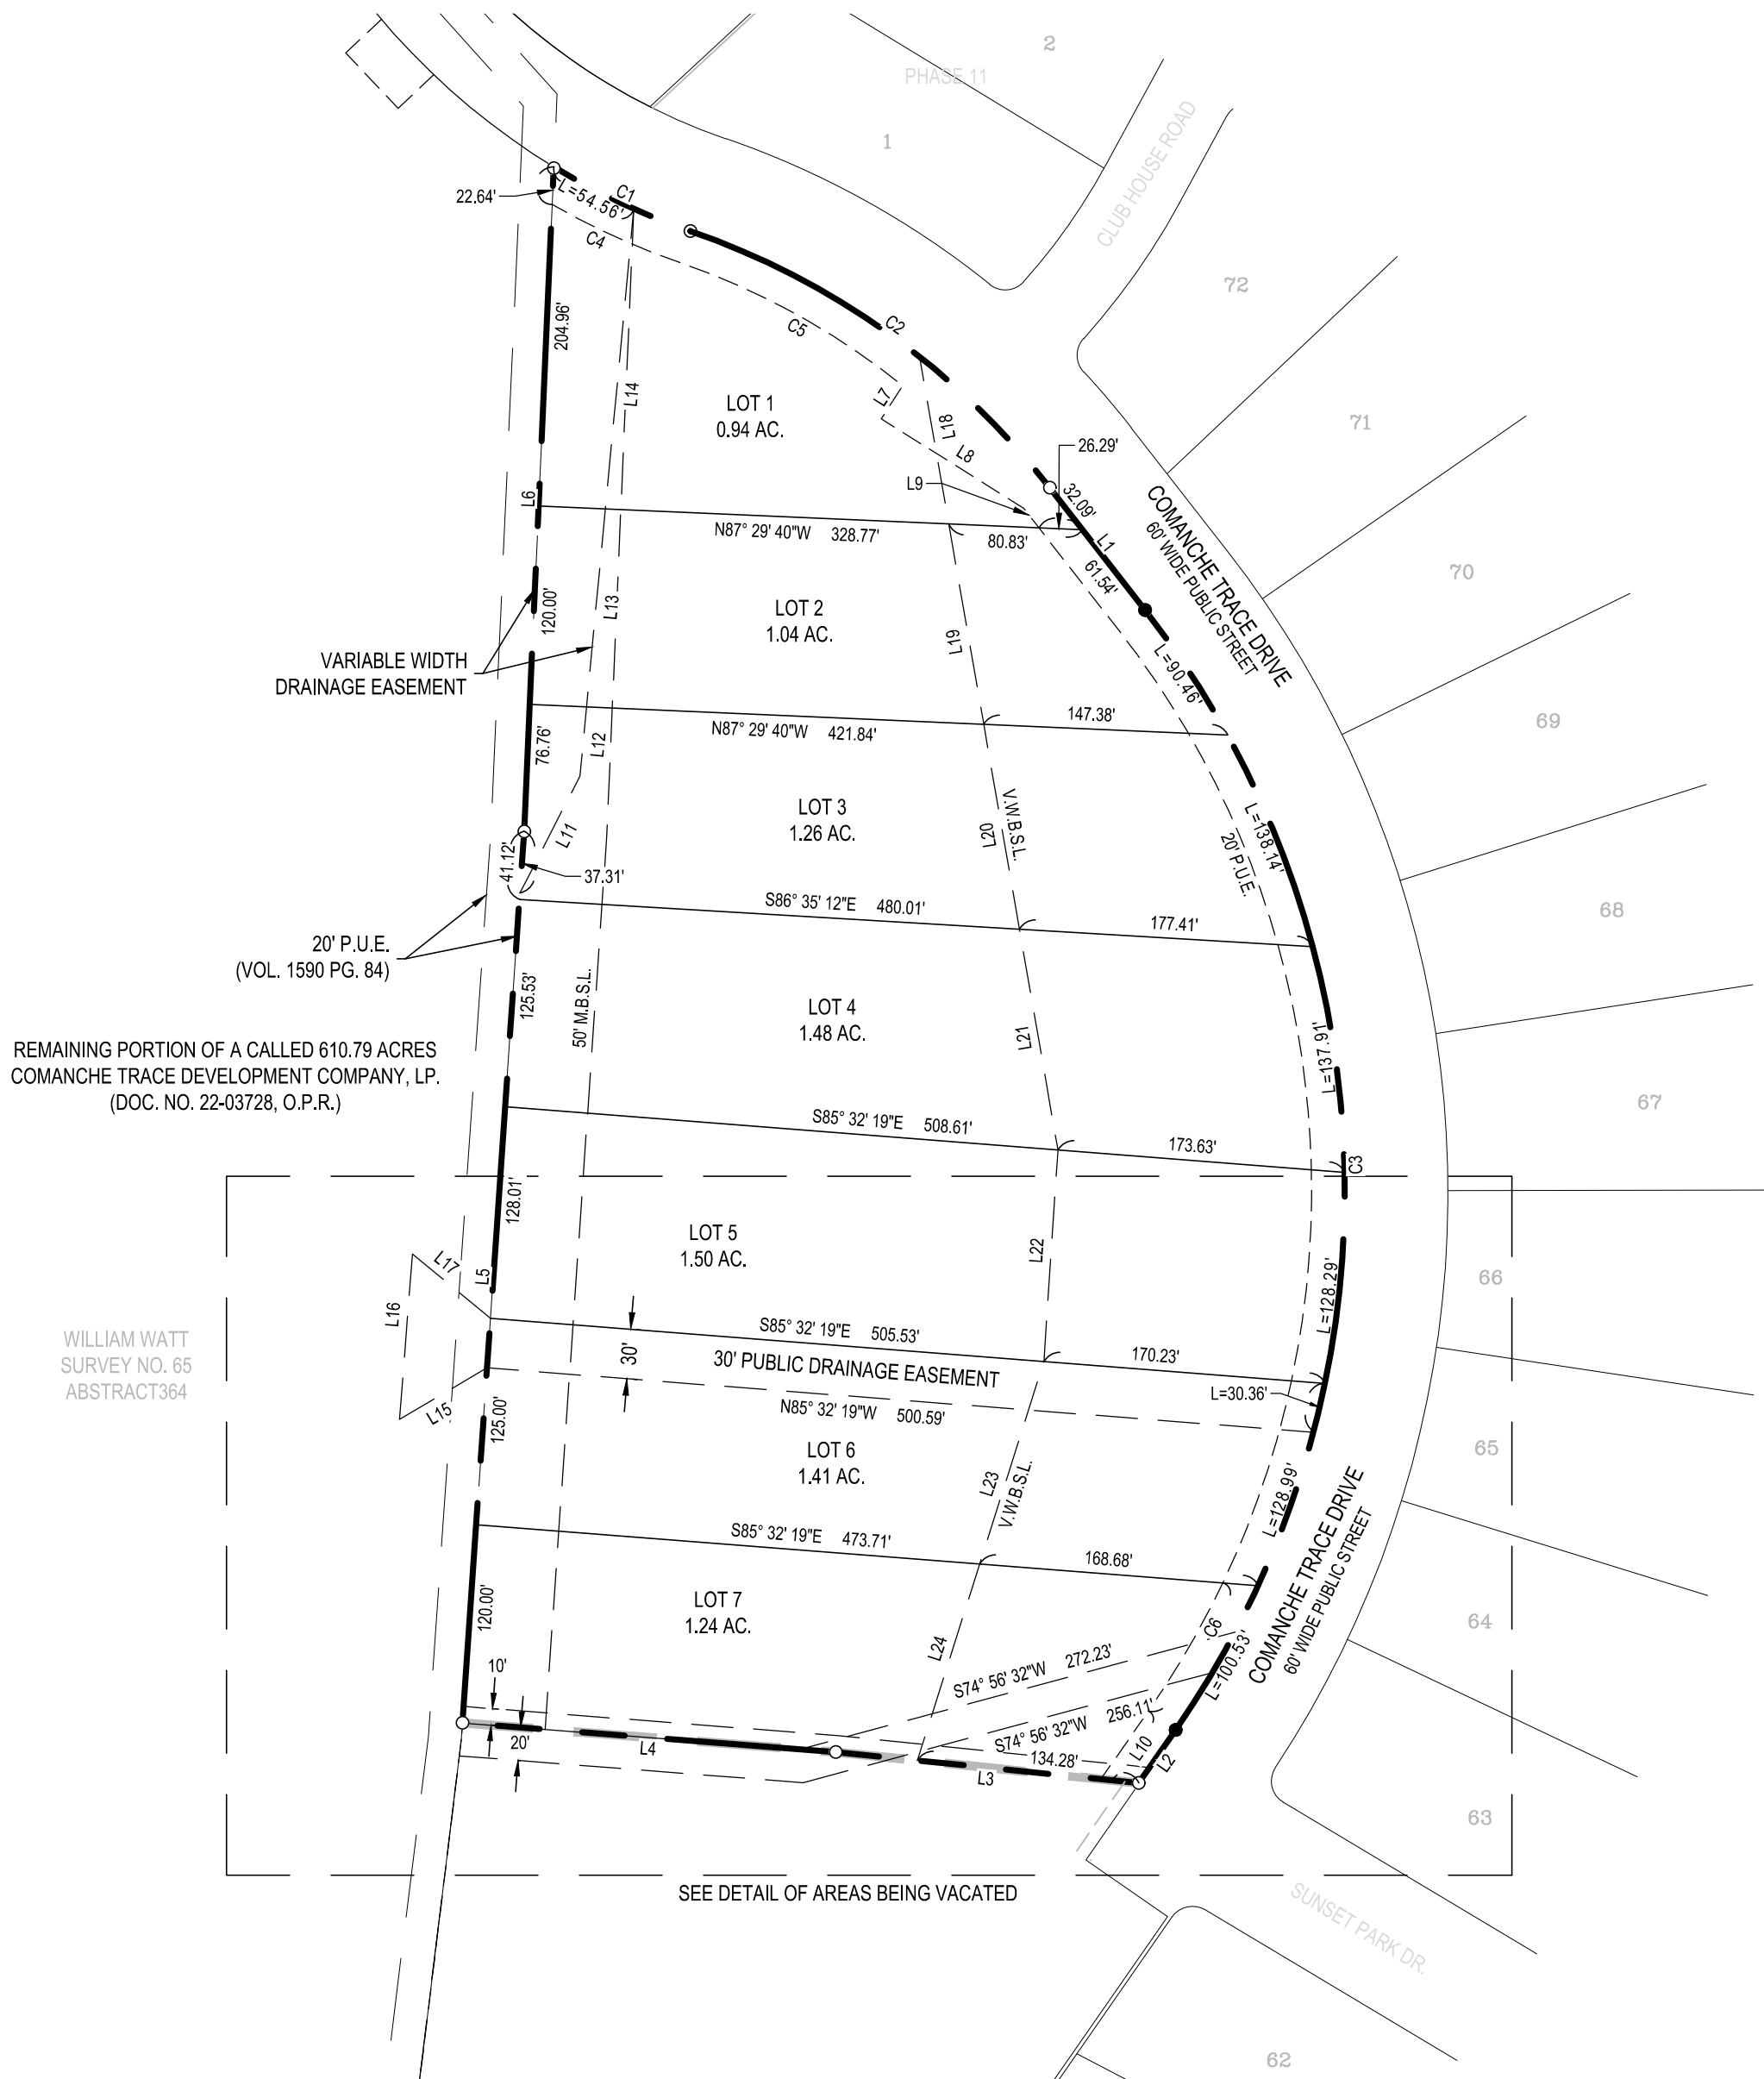 2
PHASE 11
1
CLUB HOUSE ROAD
22.64'
L=54.56'
C1
C4
72
204.96'
C5
C2
L14
L7
LOT 1
0.94 AC.
L18
71
26.29'
L8
L9
L6
32.09'
COMANCHE TRACE DRIVE
60' WIDE PUBLIC STREET
N87° 29' 40"W 328.77'
80.83'
L1
61.54'
70
120.00'
L13
LOT 2
1.04 AC.
L19
L=90.46'
VARIABLE WIDTH
DRAINAGE EASEMENT
147.38'
N87° 29' 40"W 421.84'
69
76.76'
L12
LOT 3
1.26 AC.
V.W.B.S.L.
L20
L=138.14'
20' P.U.E.
L11
41.12'
37.31'
S86° 35' 12"E 480.01'
177.41'
68
20' P.U.E.
(VOL. 1590 PG. 84)
125.53'
50' M.B.S.L.
LOT 4
1.48 AC.
L21
L=137.91'
REMAINING PORTION OF A CALLED 610.79 ACRES
COMANCHE TRACE DEVELOPMENT COMPANY, LP.
(DOC. NO. 22-03728, O.P.R.)
67
S85° 32' 19"E 508.61'
173.63'
C3
128.01'
LOT 5
1.50 AC.
L22
L17
L5
66
L16
L=128.29'
WILLIAM WATT
SURVEY NO. 65
ABSTRACT364
S85° 32' 19"E 505.53'
30'
30' PUBLIC DRAINAGE EASEMENT
170.23'
L=30.36'
L15
N85° 32' 19"W 500.59'
125.00'
LOT 6
1.41 AC.
65
L23
V.W.B.S.L.
L=128.99'
S85° 32' 19"E 473.71'
168.68'
COMANCHE TRACE DRIVE
60' WIDE PUBLIC STREET
120.00'
LOT 7
1.24 AC.
64
C6
L24
S74° 56' 32"W 272.23'
L=100.53'
10'
S74° 56' 32"W 256.11'
20'
L4
134.28'
L10
L2
L3
63
SEE DETAIL OF AREAS BEING VACATED
SUNSET PARK DR.
62